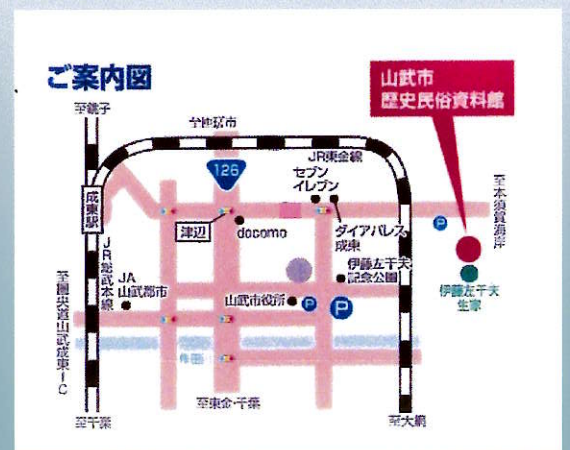 ご案内図
山武市
歴史民俗資料館
至銚子
至匝瑳市
126
JR東金線
セブン
イレブン
至本須賀海岸
成東駅
津辺
docomo
ダイアパレス
成東
P
JR総武本線
JA
山武郡市
伊藤左千夫
記念公園
伊藤左千夫
生家
山武市役所
P
P
至圏央道山武成東IC
作田
至東金・千葉
至千葉
至大網